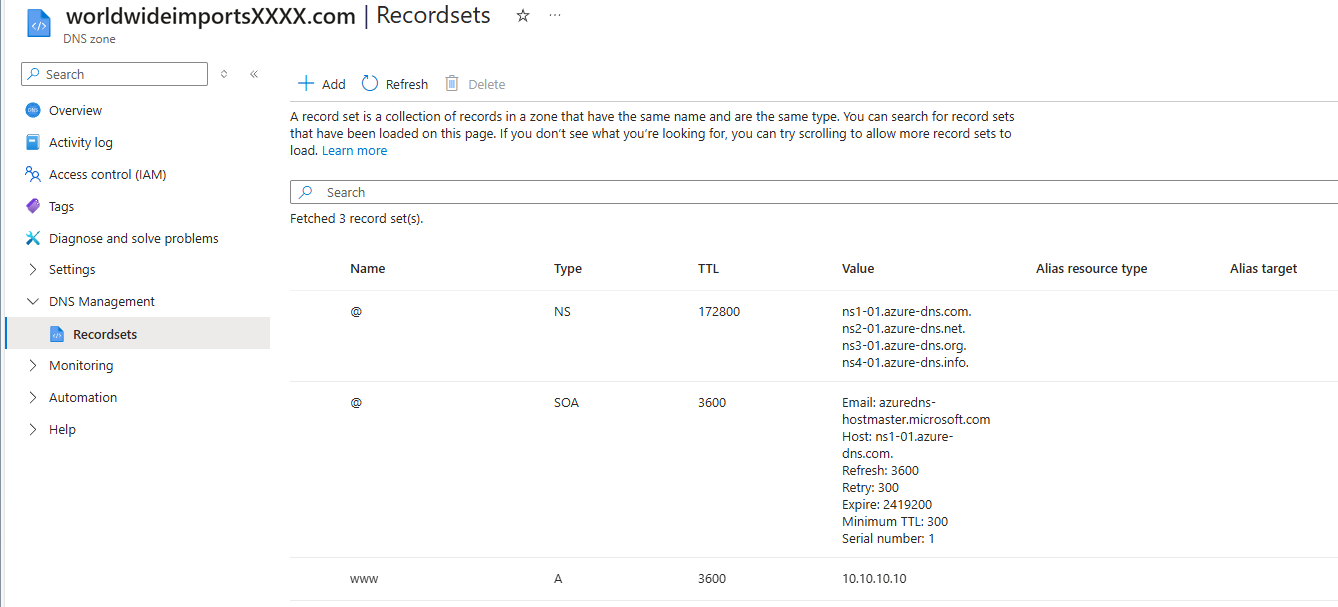 worldwideimportsXXXX.com | Recordsets
DNS zone
Search
Overview
Activity log
Access control (IAM)
Tags
Diagnose and solve problems
Settings
DNS Management
Recordsets
Monitoring
Automation
Help
Add Refresh Delete
A record set is a collection of records in a zone that have the same name and are the same type. You can search for record sets
that have been loaded on this page. If you don't see what you're looking for, you can try scrolling to allow more record sets to
load. Learn more
Search
Fetched 3 record set(s).
Name Type TTL Value Alias resource type Alias target
@ NS 172800 ns1-01.azure-dns.com.
ns2-01.azure-dns.net.
ns3-01.azure-dns.org.
ns4-01.azure-dns.info.
@ SOA 3600 Email: azuredns-
hostmaster.microsoft.com
Host: ns1-01.azure-
dns.com.
Refresh: 3600
Retry: 300
Expire: 2419200
Minimum TTL: 300
Serial number: 1
www A 3600 10.10.10.10